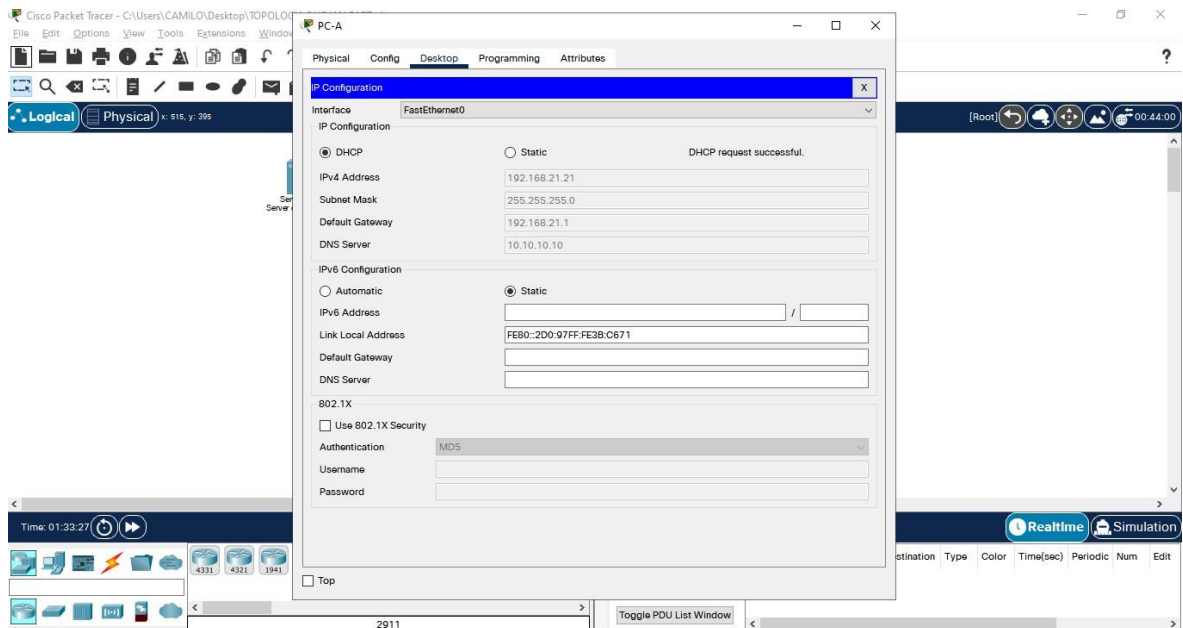 Cisco Packet Tracer - C:\Users\CAMILO\Desktop\TOPOLO
PC-A
File Edit Options View Tools Extensions Window
?
Physical Config Desktop Programming Attributes
IP Configuration X
Logical Physical x: 515, y: 395
[Root] 00:44:00
Interface FastEthernet0
IP Configuration
DHCP Static DHCP request successful.
IPv4 Address 192.168.21.21
Subnet Mask 255.255.255.0
Default Gateway 192.168.21.1
DNS Server 10.10.10.10
Ser
Server
IPv6 Configuration
Automatic Static
IPv6 Address /
Link Local Address FE80::2D0:97FF:FE3B:C671
Default Gateway
DNS Server
802.1X
Use 802.1X Security
Authentication MD5
Username
Password
Top
Time: 01:33:27
Realtime Simulation
4331 4321 1941
stination Type Color Time(sec) Periodic Num Edit
2911
Toggle PDU List Window